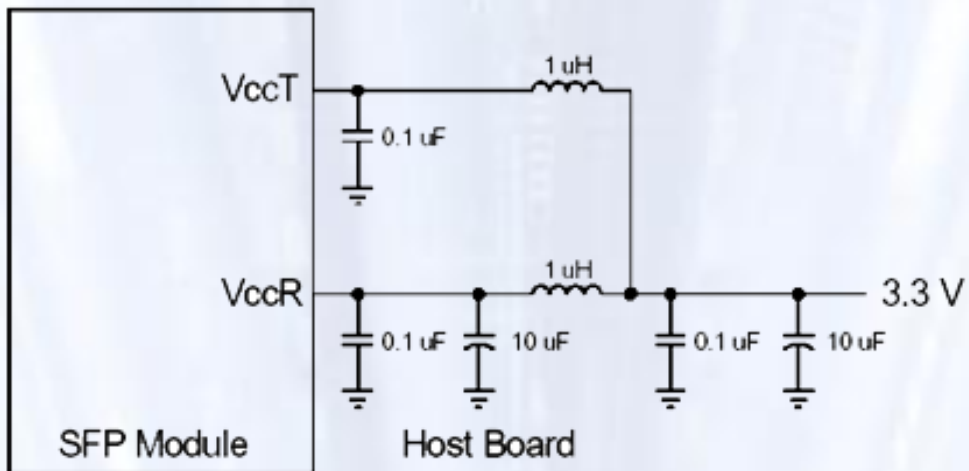 1 uH
VccT
0.1 uF
1 uH
VccR
3.3 V
0.1 uF
10 uF
0.1 uF
10 uF
SFP Module
Host Board